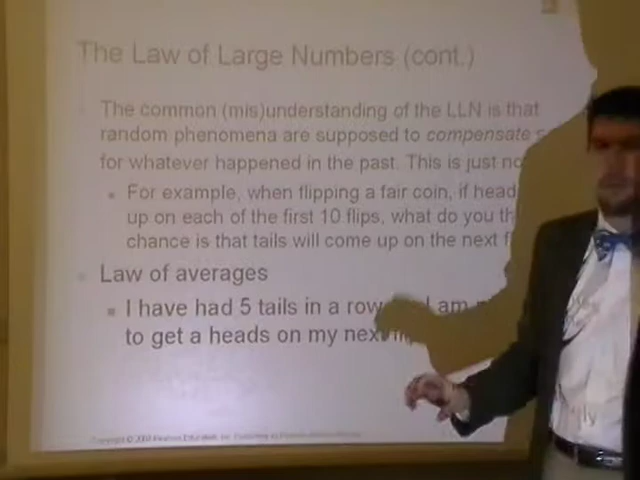 The Law of Large Numbers (cont.)
The common (mis)understanding of the LLN is that
random phenomena are supposed to compensate s
for whatever happened in the past. This is just no
For example, when flipping a fair coin, if head
up on each of the first 10 flips, what do you th
chance is that tails will come up on the next f
Law of averages
I have had 5 tails in a row I am
to get a heads on my next